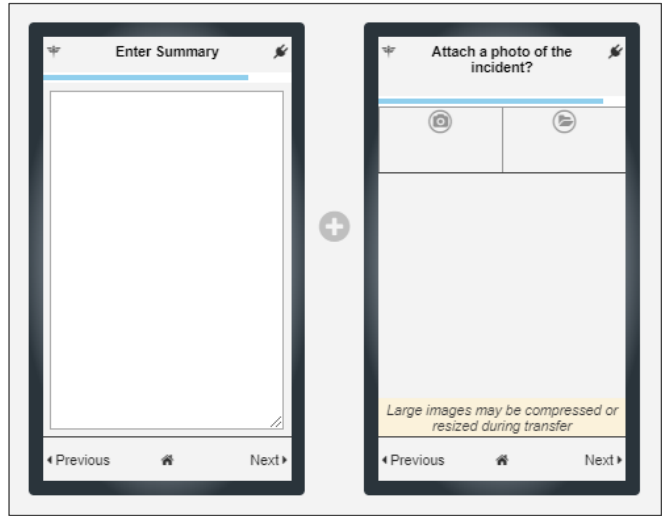 Enter Summary
Previous
Next
Attach a photo of the
incident?
Large images may be compressed or
resized during transfer
Previous
Next